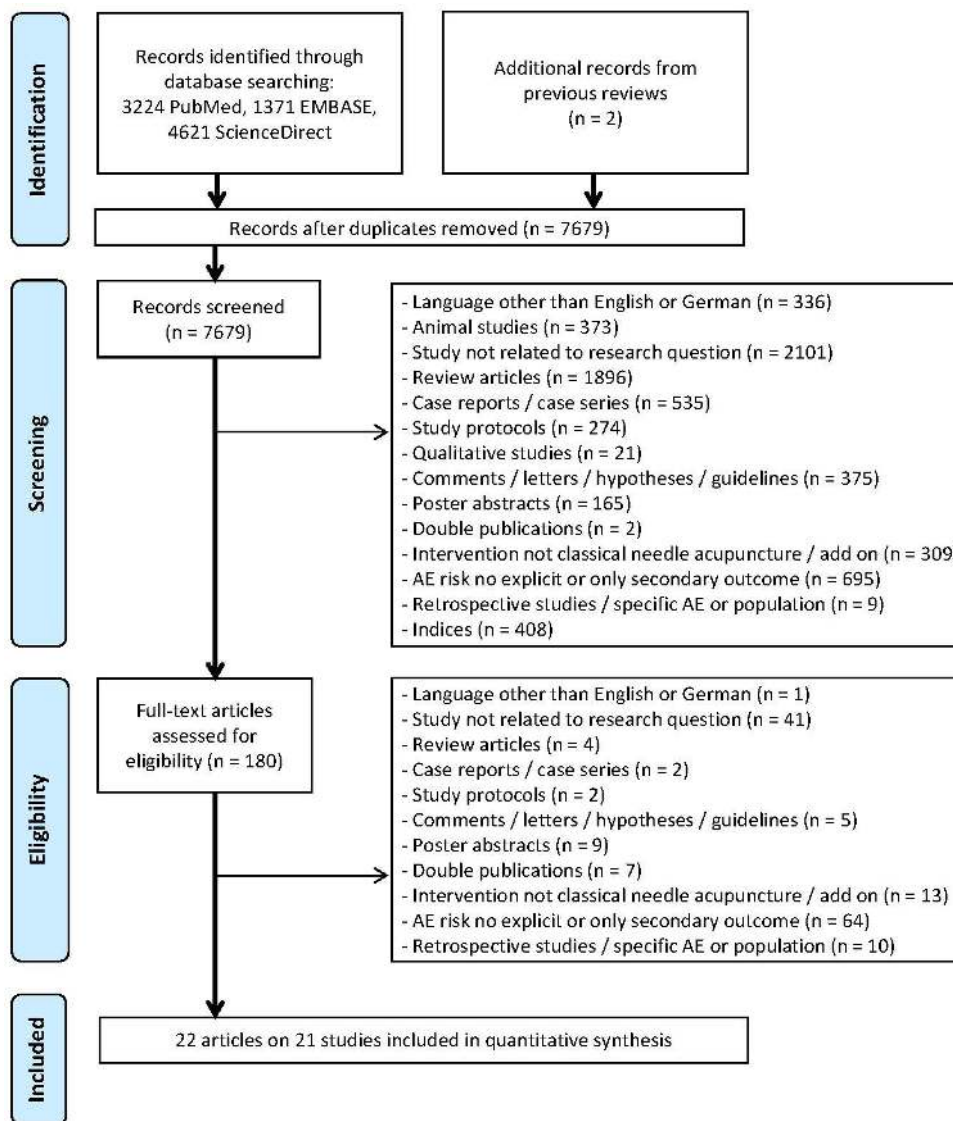 Identification
Records identified through
database searching:
3224 PubMed, 1371 EMBASE,
4621 ScienceDirect
Additional records from
previous reviews
(n = 2)
Records after duplicates removed (n = 7679)
Screening
Records screened
(n = 7679)
- Language other than English or German (n = 336)
- Animal studies (n = 373)
- Study not related to research question (n = 2101)
- Review articles (n = 1896)
- Case reports / case series (n = 535)
- Study protocols (n = 274)
- Qualitative studies (n = 21)
- Comments / letters / hypotheses / guidelines (n = 375)
- Poster abstracts (n = 165)
- Double publications (n = 2)
- Intervention not classical needle acupuncture / add on (n = 309)
- AE risk no explicit or only secondary outcome (n = 695)
- Retrospective studies / specific AE or population (n = 9)
- Indices (n = 408)
Eligibility
Full-text articles
assessed for
eligibility (n = 180)
- Language other than English or German (n = 1)
- Study not related to research question (n = 41)
- Review articles (n = 4)
- Case reports / case series (n = 2)
- Study protocols (n = 2)
- Comments / letters / hypotheses / guidelines (n = 5)
- Poster abstracts (n = 9)
- Double publications (n = 7)
- Intervention not classical needle acupuncture / add on (n = 13)
- AE risk no explicit or only secondary outcome (n = 64)
- Retrospective studies / specific AE or population (n = 10)
Included
22 articles on 21 studies included in quantitative synthesis